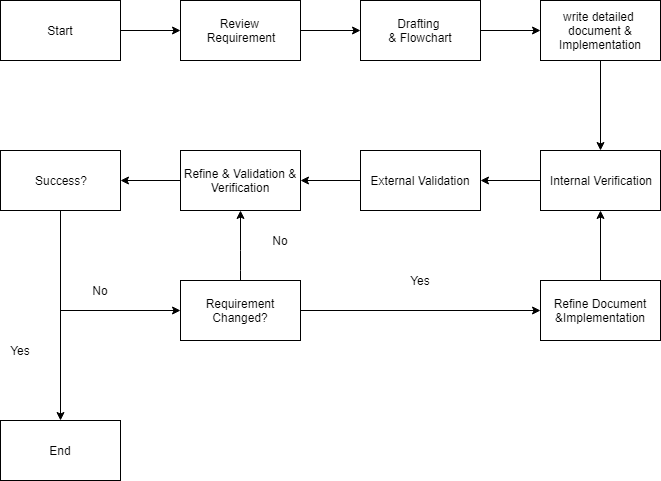 Start
Review
Requirement
Drafting
& Flowchart
write detailed
document &
Implementation
Success?
Refine & Validation &
Verification
External Validation
Internal Verification
No
No
Requirement
Changed?
Yes
Refine Document
&Implementation
Yes
End